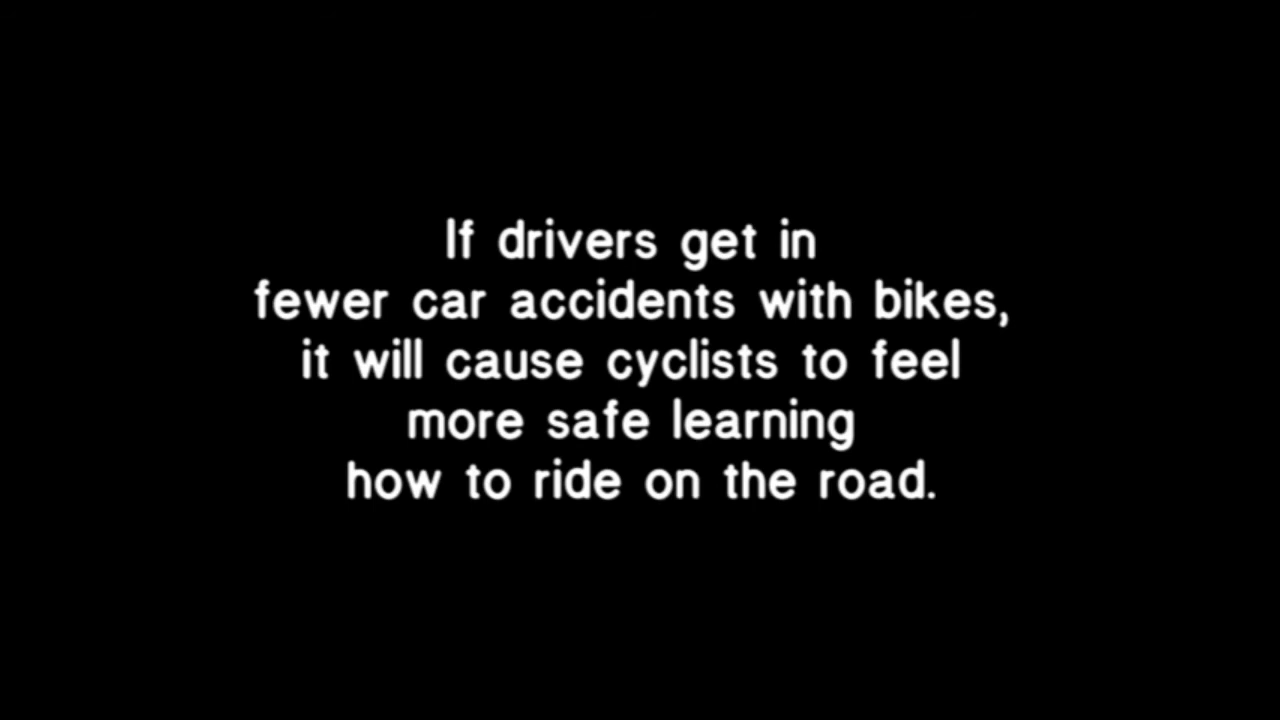 If drivers get in
fewer car accidents with bikes,
it will cause cyclists to feel
more safe learning
how to ride on the road.